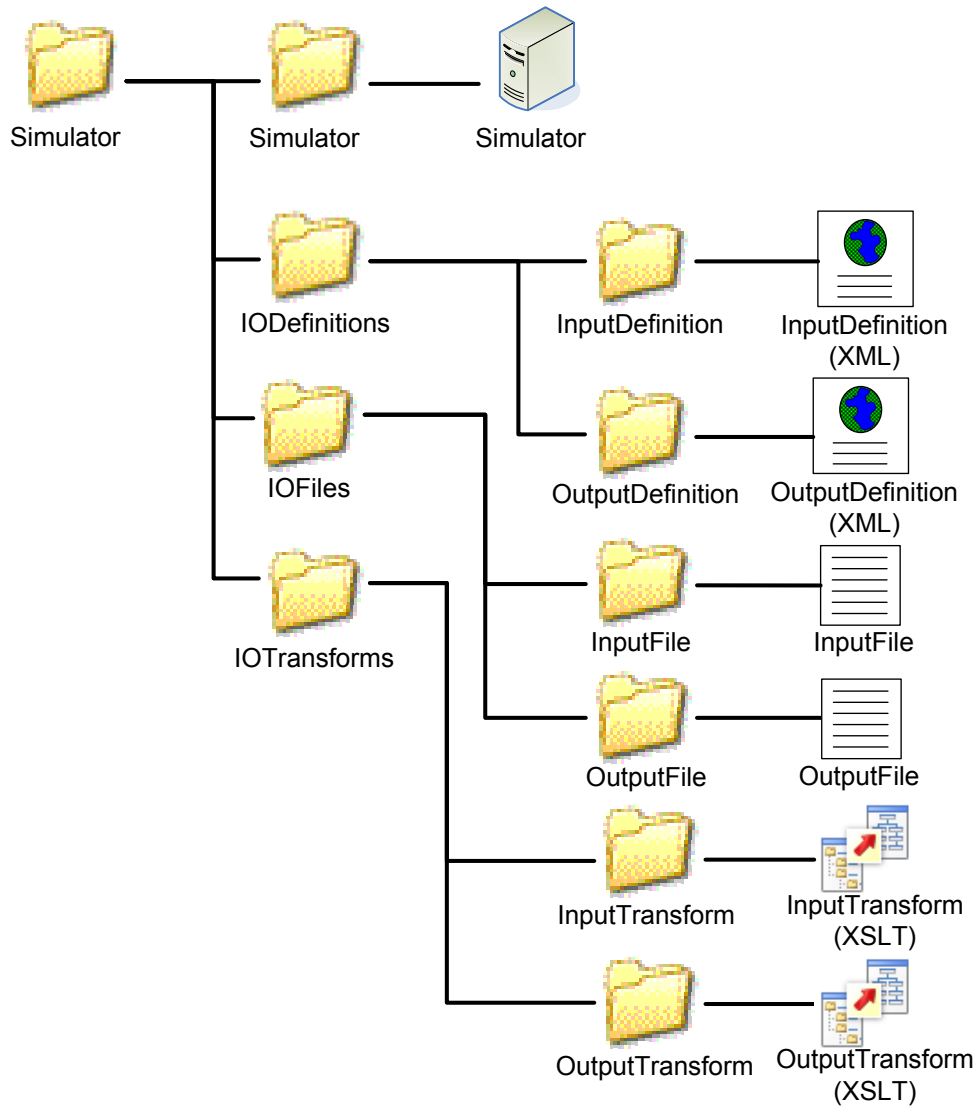 Simulator
Simulator
Simulator
IODefinitions
InputDefinition
InputDefinition
(XML)
IOFiles
OutputDefinition
OutputDefinition
(XML)
IOTransforms
InputFile
InputFile
OutputFile
OutputFile
InputTransform
InputTransform
(XSLT)
OutputTransform
OutputTransform
(XSLT)